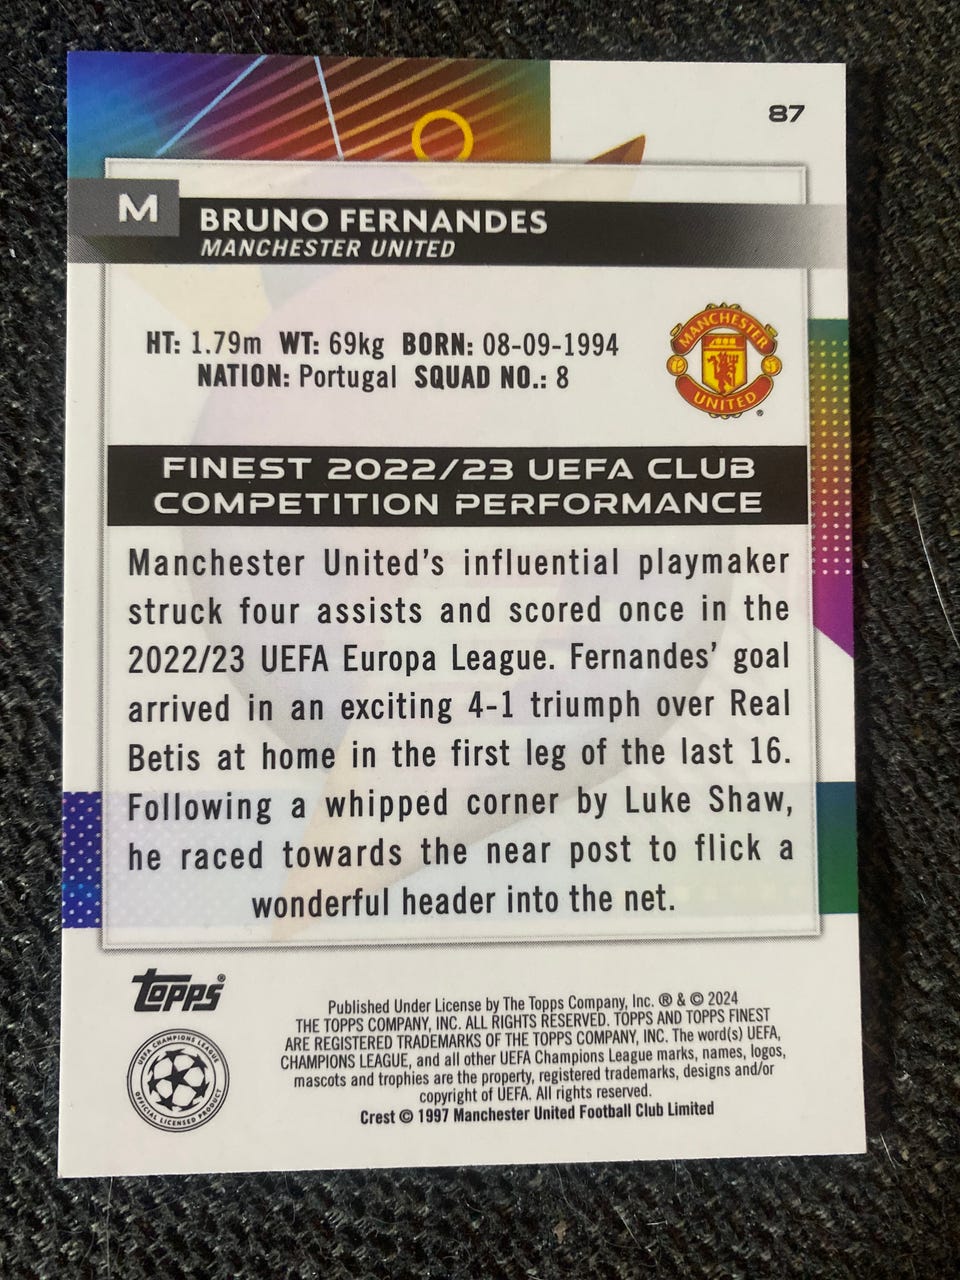 87
M
BRUNO FERNANDES
MANCHESTER UNITED
HT: 1.79m WT: 69kg BORN: 08-09-1994
NATION: Portugal SQUAD NO.: 8
MANCHESTER
UNITED
®
FINEST 2022/23 UEFA CLUB
COMPETITION PERFORMANCE
Manchester United's influential playmaker
struck four assists and scored once in the
2022/23 UEFA Europa League. Fernandes' goal
arrived in an exciting 4-1 triumph over Real
Betis at home in the first leg of the last 16.
Following a whipped corner by Luke Shaw,
he raced towards the near post to flick a
wonderful header into the net.
Topps®
UEFA CHAMPIONS LEAGUE
OFFICIAL LICENSED PRODUCT
Published Under License by The Topps Company, Inc. ® & © 2024
THE TOPPS COMPANY, INC. ALL RIGHTS RESERVED. TOPPS AND TOPPS FINEST
ARE REGISTERED TRADEMARKS OF THE TOPPS COMPANY, INC. The word(s) UEFA,
CHAMPIONS LEAGUE, and all other UEFA Champions League marks, names, logos,
mascots and trophies are the property, registered trademarks, designs and/or
copyright of UEFA. All rights reserved.
Crest © 1997 Manchester United Football Club Limited